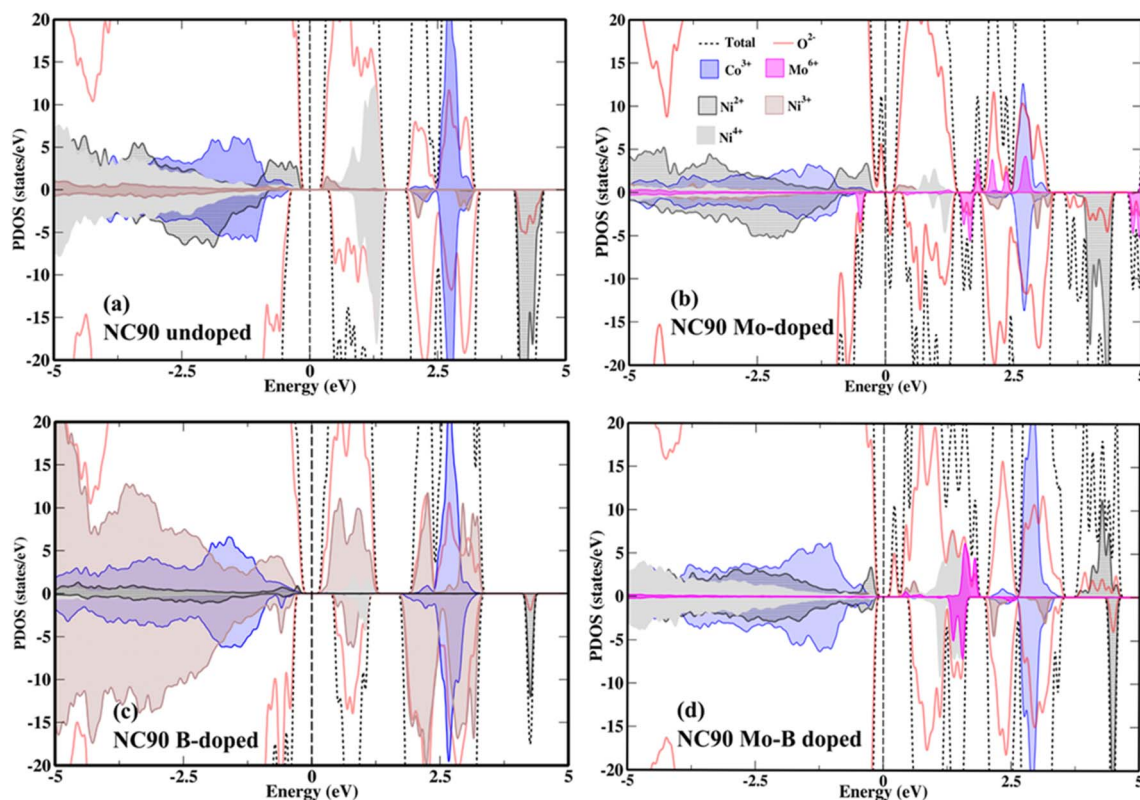 20
15
10
5
0
5
10
15
20
PDOS (states/eV)
(a)
NC90 undoped
-5 -2.5 0 2.5 5
Energy (eV)
20
15
10
5
0
5
10
15
20
PDOS (states/eV)
Total O²⁻
Co³⁺ Mo⁶⁺
Ni²⁺ Ni³⁺
Ni⁴⁺
(b)
NC90 Mo-doped
-5 -2.5 0 2.5 5
Energy (eV)
20
15
10
5
0
5
10
15
20
PDOS (states/eV)
(c)
NC90 B-doped
-5 -2.5 0 2.5 5
Energy (eV)
20
15
10
5
0
5
10
15
20
PDOS (states/eV)
(d)
NC90 Mo-B doped
-5 -2.5 0 2.5 5
Energy (eV)